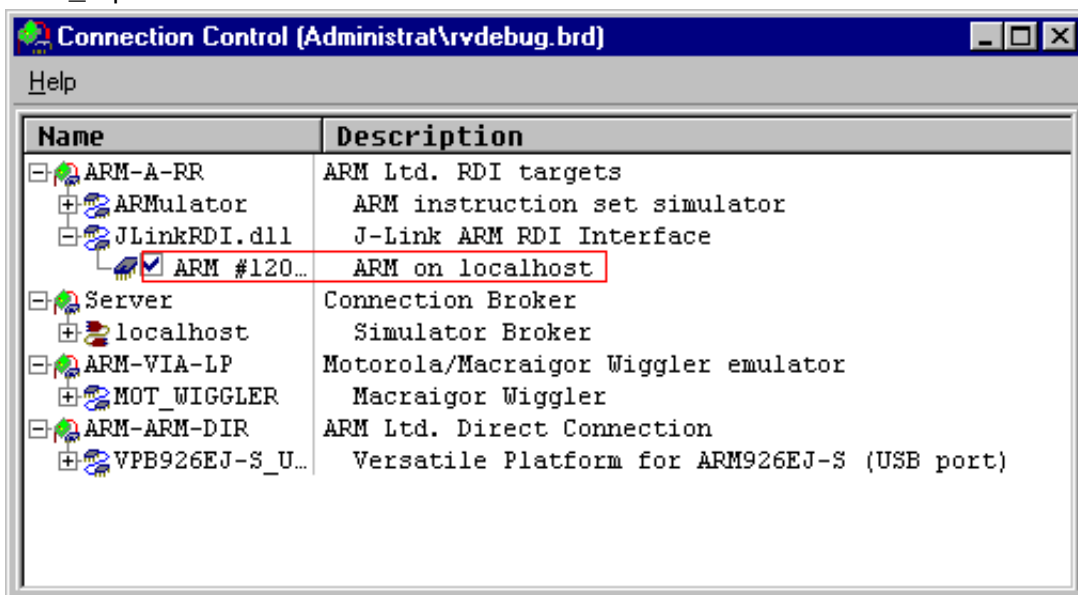 Connection Control (Administrat\rvdebug.brd)
Help
Name Description
ARM-A-RR ARM Ltd. RDI targets
ARMulator ARM instruction set simulator
JLinkRDI.dll J-Link ARM RDI Interface
ARM #120… ARM on localhost
Server Connection Broker
localhost Simulator Broker
ARM-VIA-LP Motorola/Macraigor Wiggler emulator
MOT_WIGGLER Macraigor Wiggler
ARM-ARM-DIR ARM Ltd. Direct Connection
VPB926EJ-S_U… Versatile Platform for ARM926EJ-S (USB port)